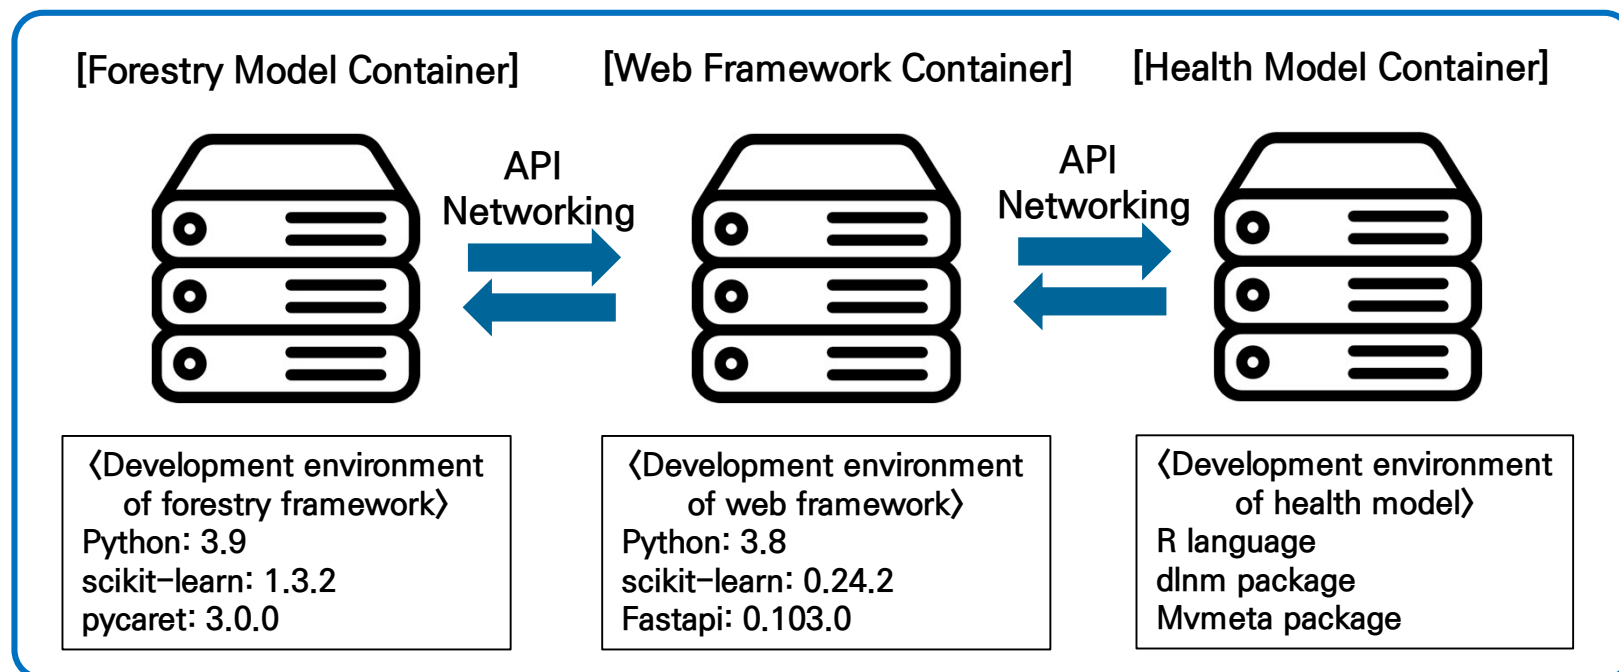 [Forestry Model Container]
[Web Framework Container]
[Health Model Container]
API
Networking
API
Networking
〈Development environment
of forestry framework〉
Python: 3.9
scikit-learn: 1.3.2
pycaret: 3.0.0
〈Development environment
of web framework〉
Python: 3.8
scikit-learn: 0.24.2
Fastapi: 0.103.0
〈Development environment
of health model〉
R language
dlnm package
Mvmeta package